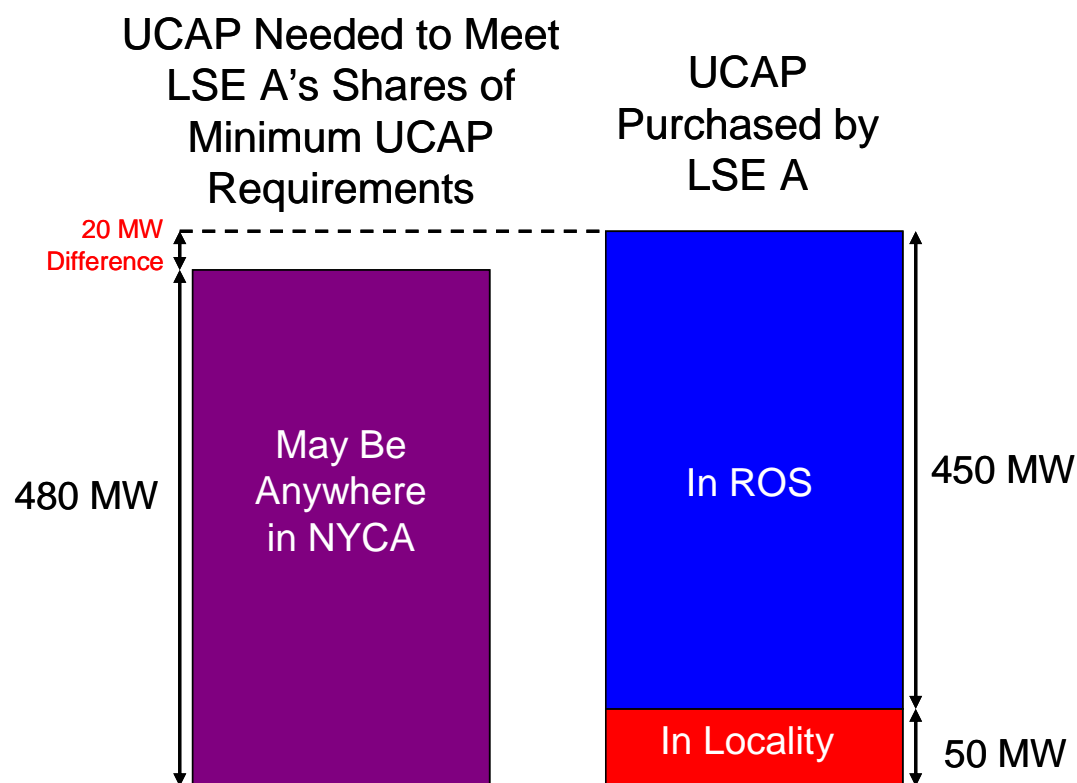 UCAP Needed to Meet
LSE A's Shares of
Minimum UCAP
Requirements
UCAP
Purchased by
LSE A
20 MW
Difference
480 MW
May Be
Anywhere
in NYCA
In ROS
450 MW
In Locality
50 MW